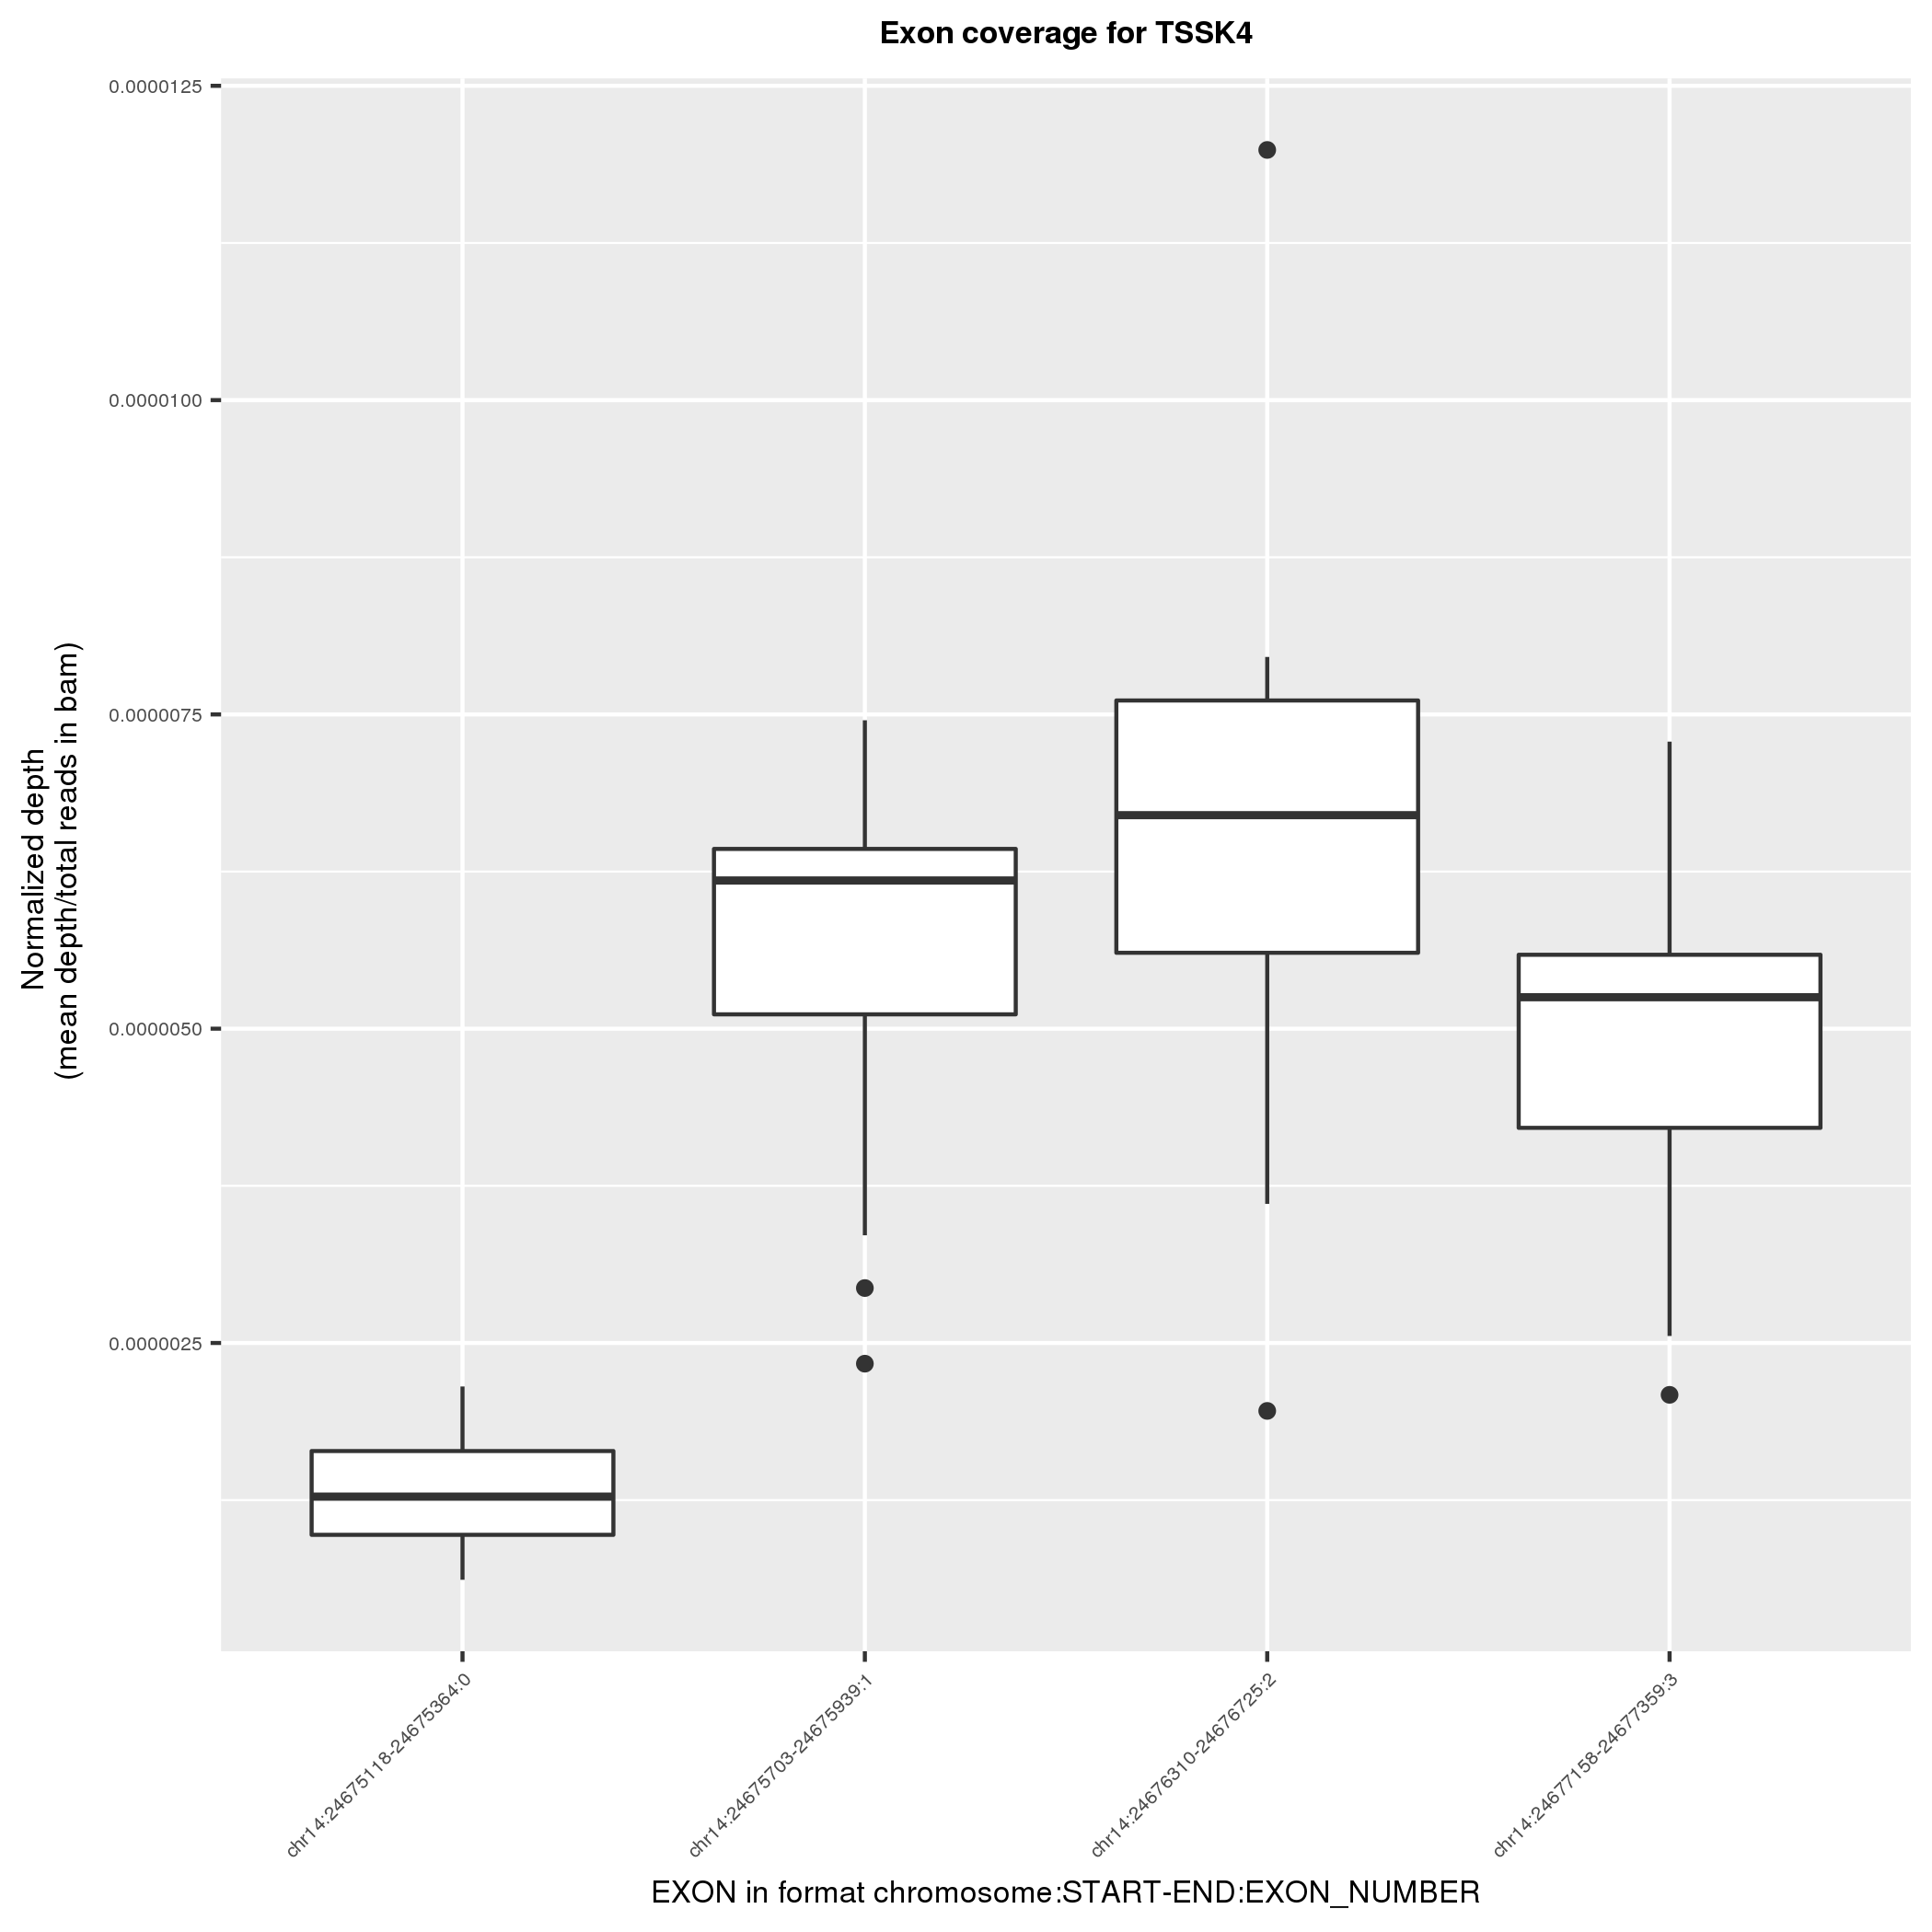 Exon coverage for TSSK4
0.0000125
0.0000100
0.0000075
0.0000050
0.0000025
Normalized depth
(mean depth/total reads in bam)
chr14:24675118-24675364:0
chr14:24675703-24675939:1
chr14:24676310-24676725:2
chr14:24677158-24677359:3
EXON in format chromosome:START-END:EXON_NUMBER